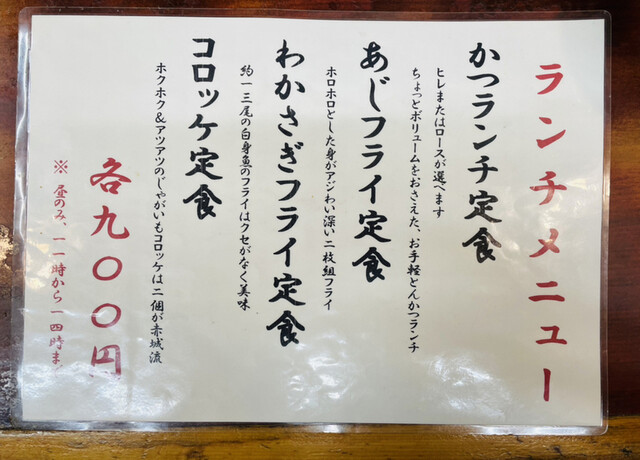 ランチメニュー
かつランチ定食
ヒレまたはロースが選べます
ちょっとボリュームをおさえた、お手軽どんかつランチ
あじフライ定食
ホロホロとした身がアジわい深い二枚組フライ
わかさぎフライ定食
約一三尾の白身魚のフライはクセがなく美味
コロッケ定食
ホクホク&アツアツのじゃがいもコロッケは二個が赤城流
各九〇〇円
※ 昼のみ、一一時から一四時ま